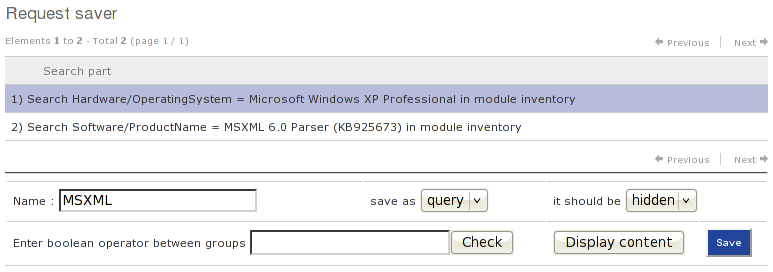 Request saver
Elements 1 to 2 - Total 2 (page 1 / 1)
Previous | Next
Search part
1) Search Hardware/OperatingSystem = Microsoft Windows XP Professional in module inventory
2) Search Software/ProductName = MSXML 6.0 Parser (KB925673) in module inventory
Previous | Next
Name : MSXML save as query it should be hidden
Enter boolean operator between groups Check Display content Save